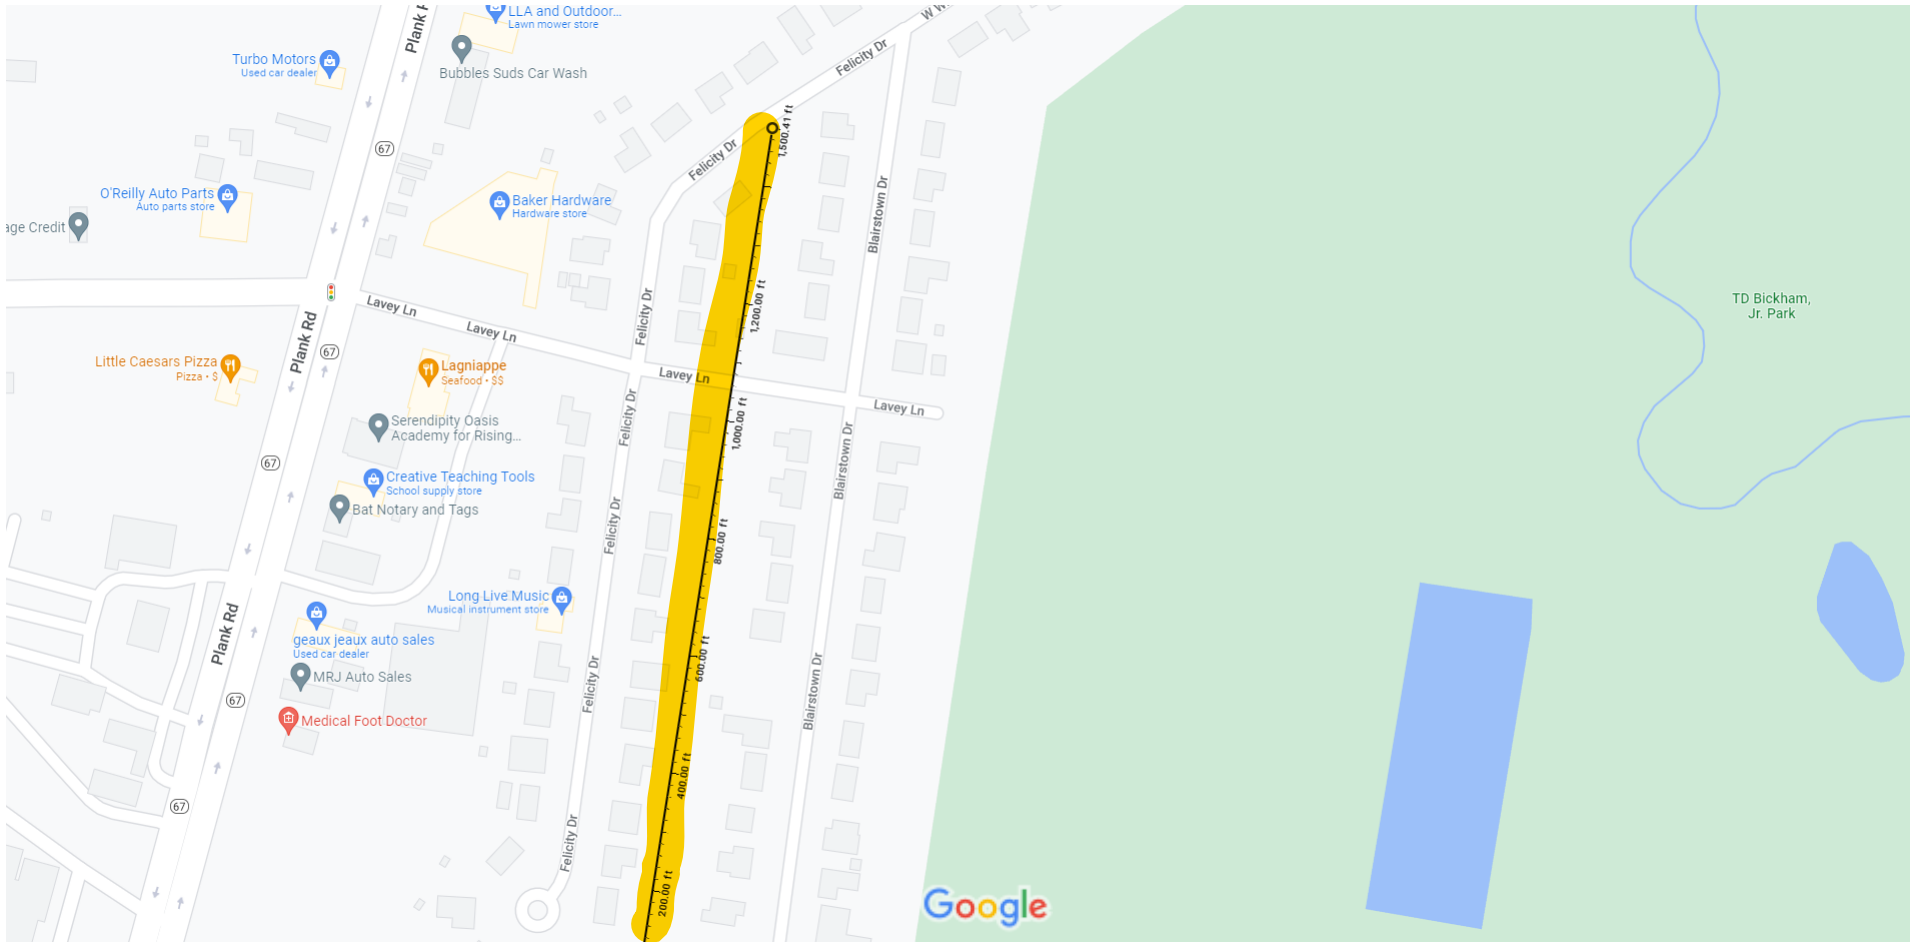 LLA and Outdoor...
Lawn mower store
Plank R
W W
Turbo Motors
Used car dealer
Bubbles Suds Car Wash
Felicity Dr
1,500.41 ft
67
Felicity Dr
O'Reilly Auto Parts
Auto parts store
Baker Hardware
Hardware store
age Credit
Blairstown Dr
Lavey Ln
Lavey Ln
Felicity Dr
1,200.00 ft
TD Bickham,
Jr. Park
Plank Rd
67
Little Caesars Pizza
Pizza • $
Lagniappe
Seafood • $$
Lavey Ln
Lavey Ln
Felicity Dr
1,000.00 ft
Serendipity Oasis
Academy for Rising...
67
Blairstown Dr
Creative Teaching Tools
School supply store
Bat Notary and Tags
Felicity Dr
800.00 ft
Long Live Music
Musical instrument store
Plank Rd
geaux jeaux auto sales
Used car dealer
600.00 ft
MRJ Auto Sales
Felicity Dr
Blairstown Dr
67
Medical Foot Doctor
400.00 ft
67
Felicity Dr
200.00 ft
Google